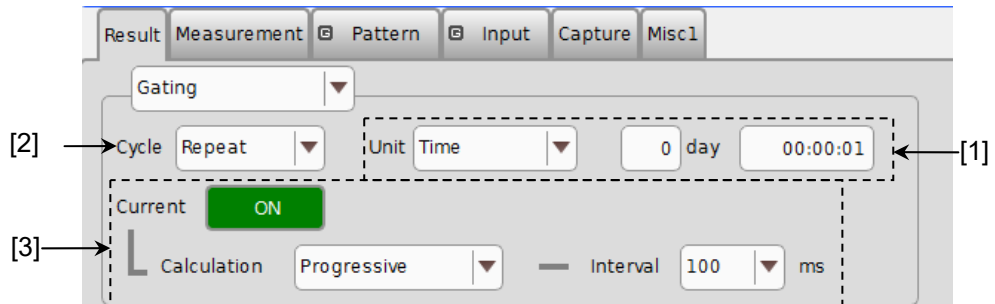 Result Measurement G Pattern G Input Capture Misc1
Gating
[2] Cycle Repeat Unit Time 0 day 00:00:01 [1]
Current ON
[3] Calculation Progressive Interval 100 ms